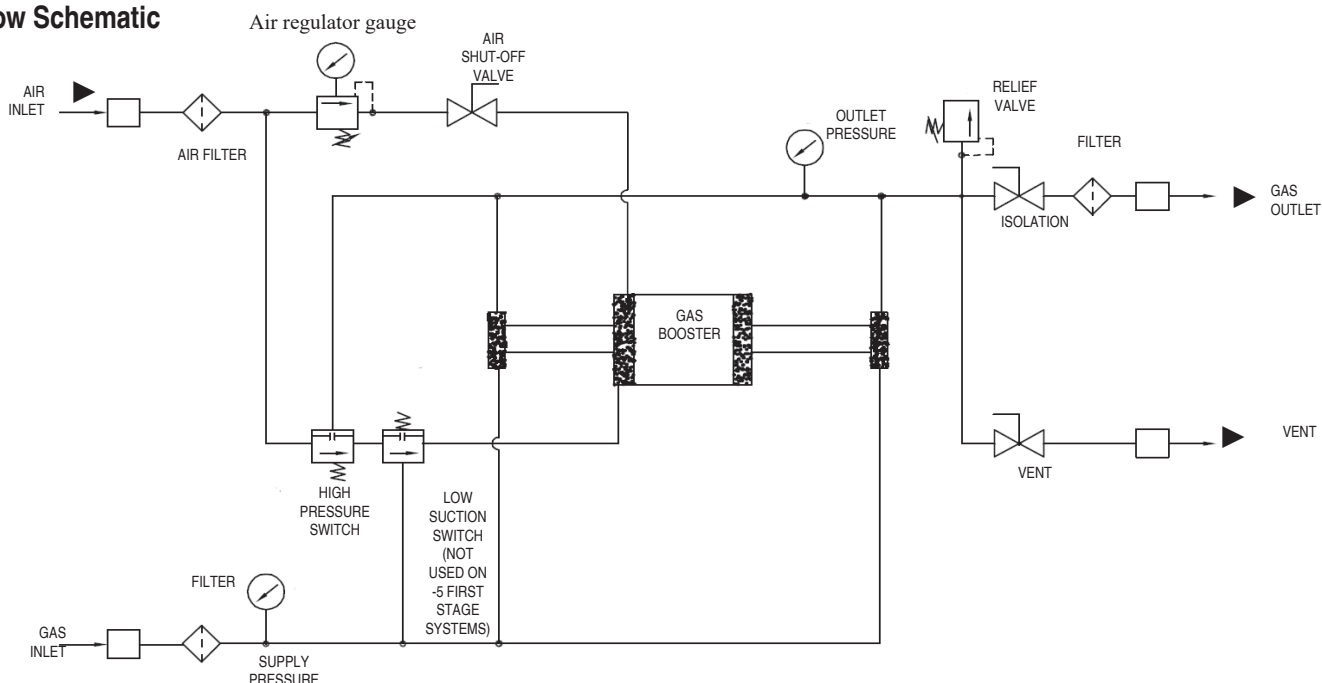 ow Schematic
Air regulator gauge
AIR
SHUT-OFF
VALVE
AIR
INLET
AIR FILTER
OUTLET
PRESSURE
RELIEF
VALVE
FILTER
ISOLATION
GAS
OUTLET
GAS
BOOSTER
HIGH
PRESSURE
SWITCH
LOW
SUCTION
SWITCH
(NOT
USED ON
-5 FIRST
STAGE
SYSTEMS)
VENT
VENT
FILTER
GAS
INLET
SUPPLY
PRESSURE